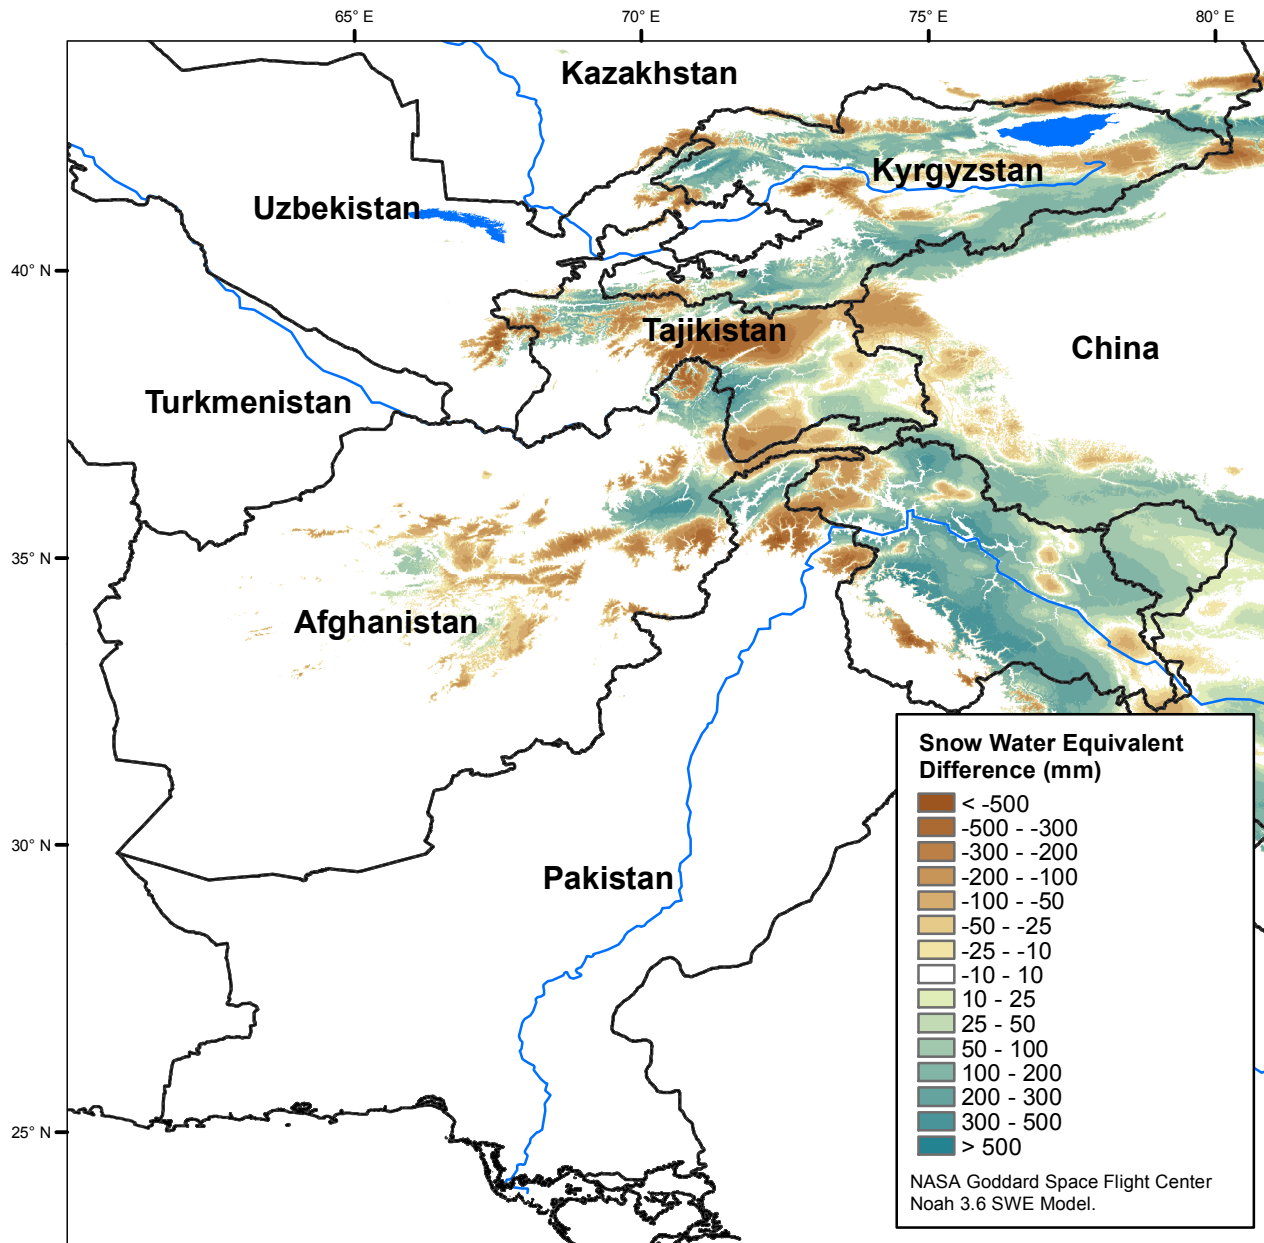 65° E
70° E
75° E
80° E
Kazakhstan
Kyrgyzstan
Uzbekistan
40° N
Tajikistan
China
Turkmenistan
35° N
Afghanistan
Snow Water Equivalent
Difference (mm)
< -500
-500 - -300
-300 - -200
-200 - -100
-100 - -50
-50 - -25
-25 - -10
-10 - 10
10 - 25
25 - 50
50 - 100
100 - 200
200 - 300
300 - 500
> 500
30° N
Pakistan
25° N
NASA Goddard Space Flight Center
Noah 3.6 SWE Model.